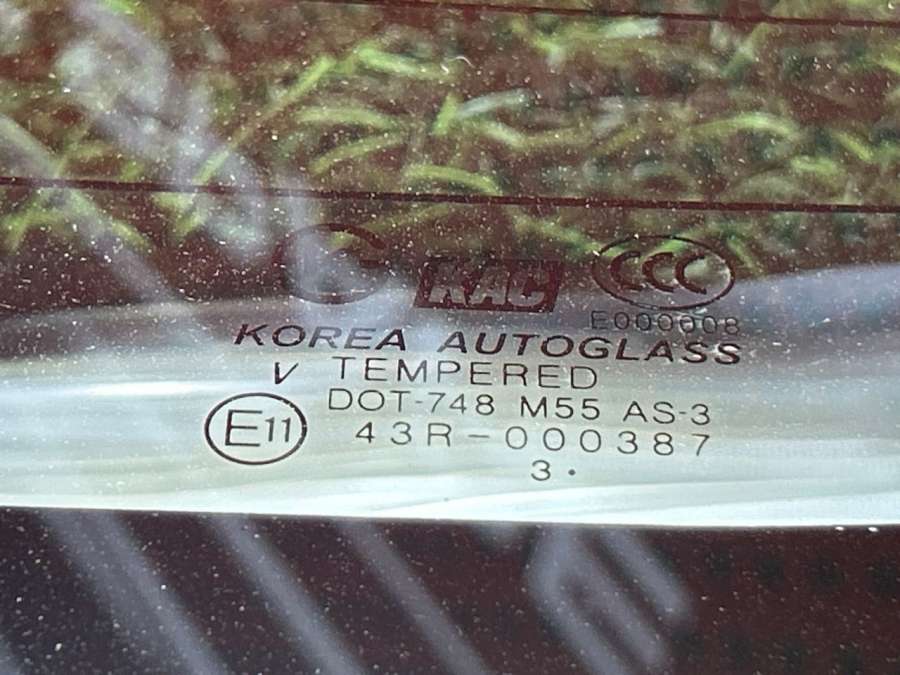 KAC CCC
E000008
KOREA AUTOGLASS
V TEMPERED
DOT-748 M55 AS-3
E11 43R-000387
3 .